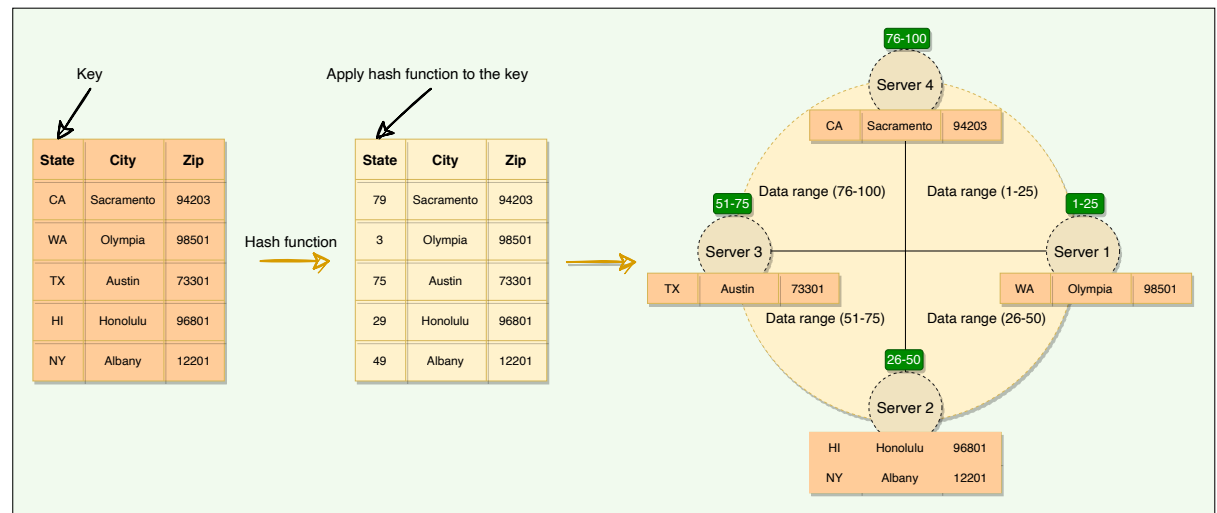 Key
State City Zip
CA Sacramento 94203
WA Olympia 98501
TX Austin 73301
HI Honolulu 96801
NY Albany 12201
Hash function
Apply hash function to the key
State City Zip
79 Sacramento 94203
3 Olympia 98501
75 Austin 73301
29 Honolulu 96801
49 Albany 12201
76-100
Server 4
CA Sacramento 94203
Data range (76-100)
Data range (1-25)
51-75
Server 3
TX Austin 73301
1-25
Server 1
WA Olympia 98501
Data range (51-75)
Data range (26-50)
26-50
Server 2
HI Honolulu 96801
NY Albany 12201